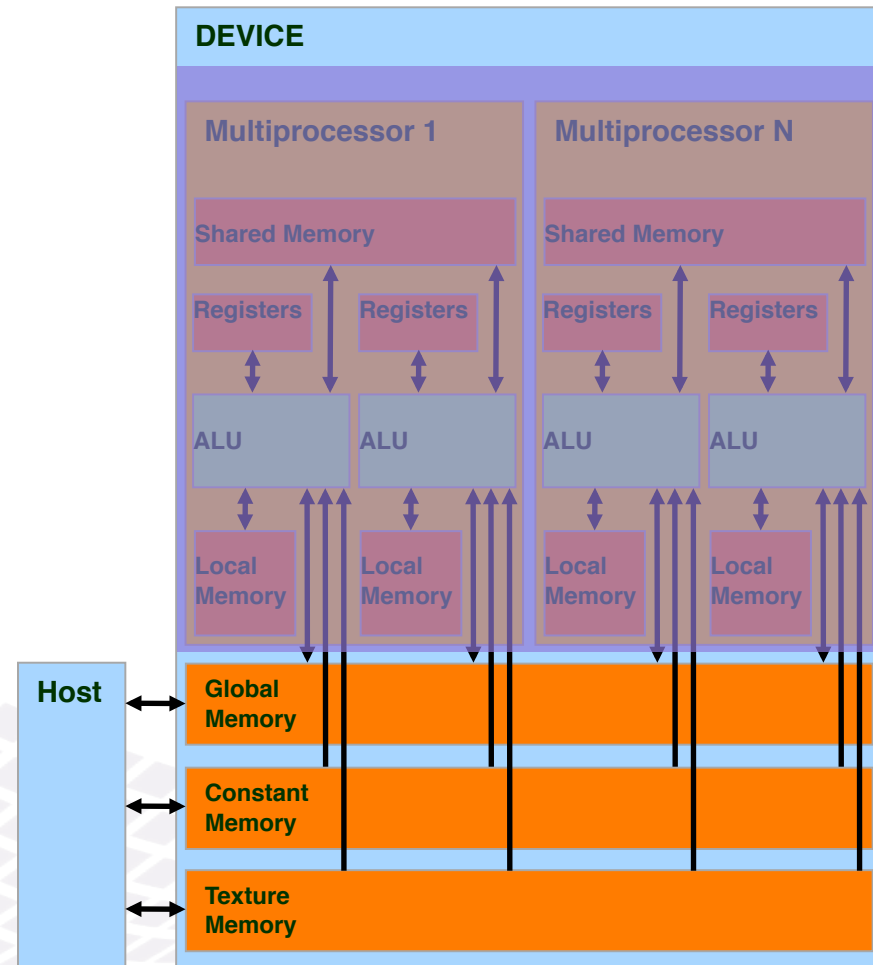 DEVICE
Multiprocessor 1
Multiprocessor N
Shared Memory
Shared Memory
Registers
Registers
Registers
Registers
ALU
ALU
ALU
ALU
Local
Memory
Local
Memory
Local
Memory
Local
Memory
Host
Global
Memory
Constant
Memory
Texture
Memory